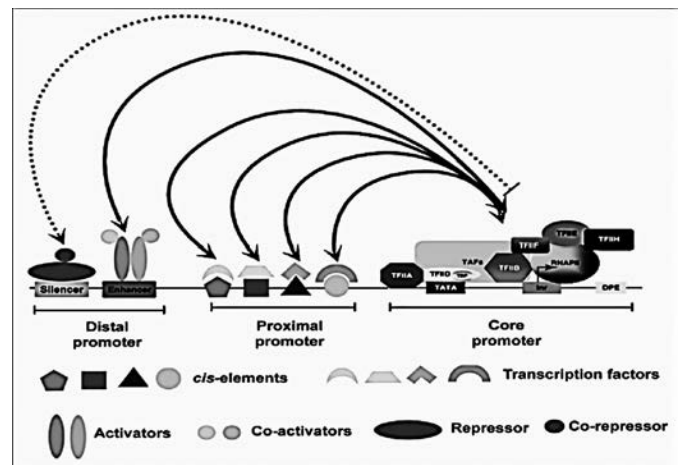 TFIIF
TFIIH
TAFs
RNAPII
TFIIA
TFIID
Silencer
Enhancer
TATA
Inr
DPE
Distal
promoter
Proximal
promoter
Core
promoter
cis-elements
Transcription factors
Activators
Co-activators
Repressor
Co-repressor